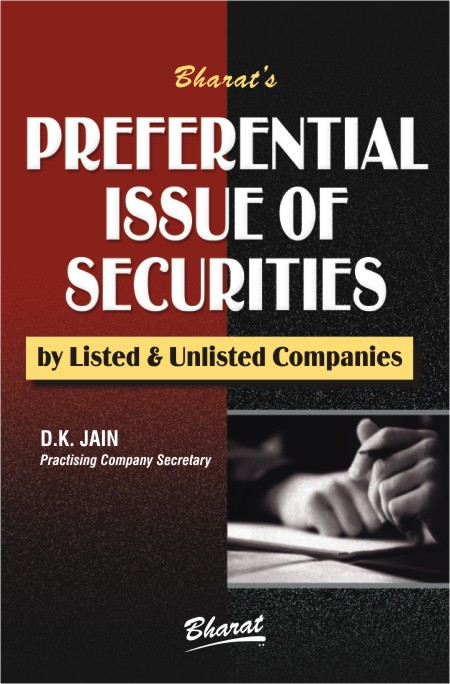 Bharat's
PREFERENTIAL
ISSUE OF
SECURITIES
by Listed & Unlisted Companies
D.K. JAIN
Practising Company Secretary
Bharat